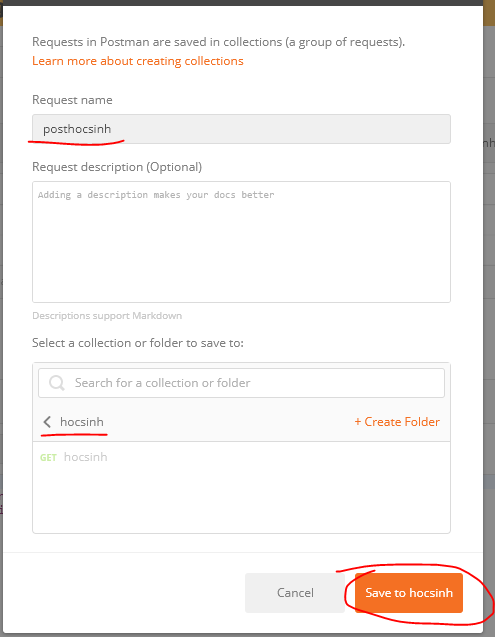 Requests in Postman are saved in collections (a group of requests).
Learn more about creating collections
Request name
posthocsinh
Request description (Optional)
Adding a description makes your docs better
Descriptions support Markdown
Select a collection or folder to save to:
Search for a collection or folder
hocsinh
+ Create Folder
GET hocsinh
Cancel
Save to hocsinh